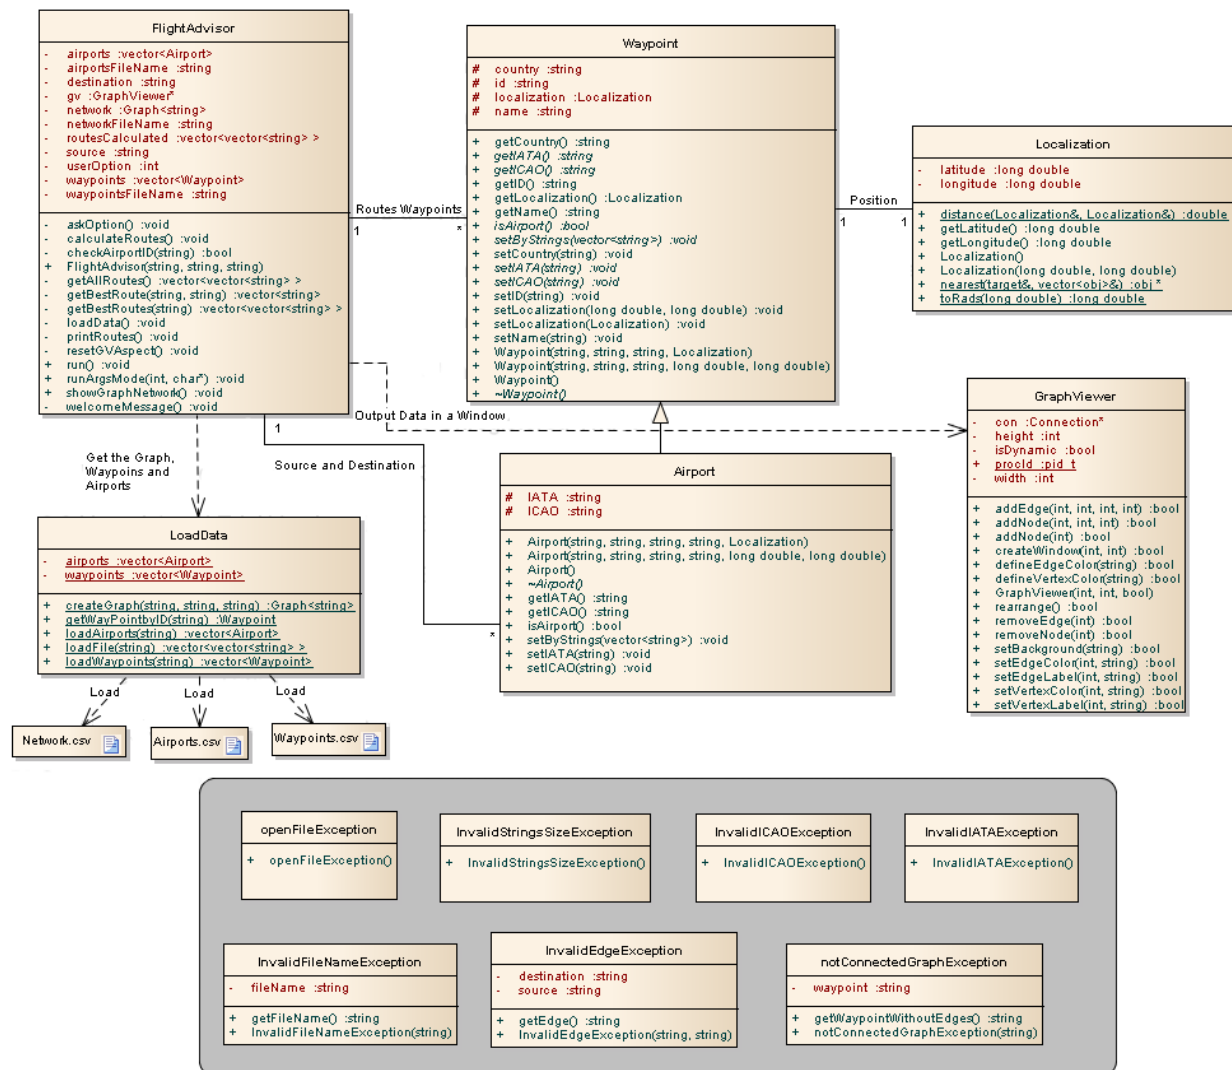 FlightAdvisor
- airports :vector<Airport>
- airportsFileName :string
- destination :string
- gv :GraphViewer*
- network :Graph<string>
- networkFileName :string
- routesCalculated :vector<vector<string> >
- source :string
- userOption :int
- waypoints :vector<Waypoint>
- waypointsFileName :string
- askOption() :void
- calculateRoutes() :void
- checkAirportID(string) :bool
+ FlightAdvisor(string, string, string)
- getAllRoutes() :vector<vector<string> >
- getBestRoute(string, string) :vector<string>
- getBestRoutes(string) :vector<vector<string> >
- loadData() :void
- printRoutes() :void
- resetGVAspect() :void
+ run() :void
+ runArgsMode(int, char*) :void
+ showGraphNetwork() :void
- welcomeMessage() :void
Routes Waypoints
1
*
Waypoint
# country :string
# id :string
# localization :Localization
# name :string
+ getCountry() :string
+ getIATA() :string
+ getICAO() :string
+ getID() :string
+ getLocalization() :Localization
+ getName() :string
+ isAirport() :bool
+ setByStrings(vector<string>) :void
+ setCountry(string) :void
+ setIATA(string) :void
+ setICAO(string) :void
+ setID(string) :void
+ setLocalization(long double, long double) :void
+ setLocalization(Localization) :void
+ setName(string) :void
+ Waypoint(string, string, string, Localization)
+ Waypoint(string, string, string, long double, long double)
+ Waypoint()
+ ~Waypoint()
Position
1
1
Localization
- latitude :long double
- longitude :long double
+ distance(Localization&, Localization&) :double
+ getLatitude() :long double
+ getLongitude() :long double
+ Localization()
+ Localization(long double, long double)
+ nearest(target&, vector<obj>&) :obj*
+ toRads(long double) :long double
Output Data in a Window
GraphViewer
- con :Connection*
- height :int
- isDynamic :bool
+ procId :pid_t
- width :int
+ addEdge(int, int, int, int) :bool
+ addNode(int, int, int) :bool
+ addNode(int) :bool
+ createWindow(int, int) :bool
+ defineEdgeColor(string) :bool
+ defineVertexColor(string) :bool
+ GraphViewer(int, int, bool)
+ rearrange() :bool
+ removeEdge(int) :bool
+ removeNode(int) :bool
+ setBackground(string) :bool
+ setEdgeColor(int, string) :bool
+ setEdgeLabel(int, string) :bool
+ setVertexColor(int, string) :bool
+ setVertexLabel(int, string) :bool
1
Source and Destination
*
Airport
# IATA :string
# ICAO :string
+ Airport(string, string, string, string, Localization)
+ Airport(string, string, string, string, long double, long double)
+ Airport()
+ ~Airport()
+ getIATA() :string
+ getICAO() :string
+ isAirport() :bool
+ setByStrings(vector<string>) :void
+ setIATA(string) :void
+ setICAO(string) :void
Get the Graph,
Waypoins and
Airports
LoadData
- airports :vector<Airport>
- waypoints :vector<Waypoint>
+ createGraph(string, string, string) :Graph<string>
+ getWayPointbyID(string) :Waypoint
+ loadAirports(string) :vector<Airport>
+ loadFile(string) :vector<vector<string> >
+ loadWaypoints(string) :vector<Waypoint>
Load
Load
Load
Network.csv
Airports.csv
Waypoints.csv
openFileException
+ openFileException()
InvalidStringsSizeException
+ InvalidStringsSizeException()
InvalidICAOException
+ InvalidICAOException()
InvalidIATAException
+ InvalidIATAException()
InvalidFileNameException
- fileName :string
+ getFileName() :string
+ InvalidFileNameException(string)
InvalidEdgeException
- destination :string
- source :string
+ getEdge() :string
+ InvalidEdgeException(string, string)
notConnectedGraphException
- waypoint :string
+ getWaypointWithoutEdges() :string
+ notConnectedGraphException(string)